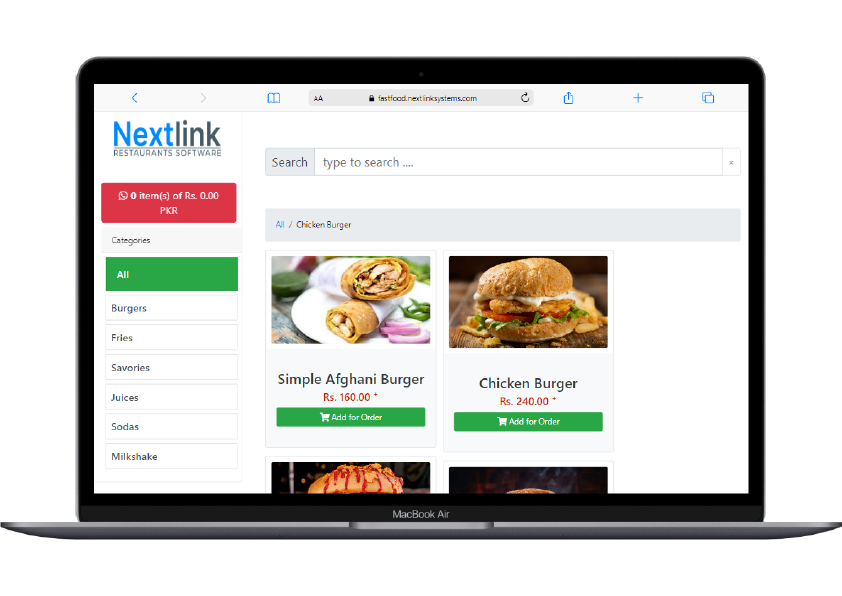 AA fastfood.nextlinksystems.com
Nextlink
RESTAURANTS SOFTWARE
Search type to search ....
×
0 item(s) of Rs. 0.00
PKR
All / Chicken Burger
Categories
All
Burgers
Fries
Savories
Juices
Sodas
Milkshake
Simple Afghani Burger
Rs. 160.00 +
Add for Order
Chicken Burger
Rs. 240.00 +
Add for Order
MacBook Air